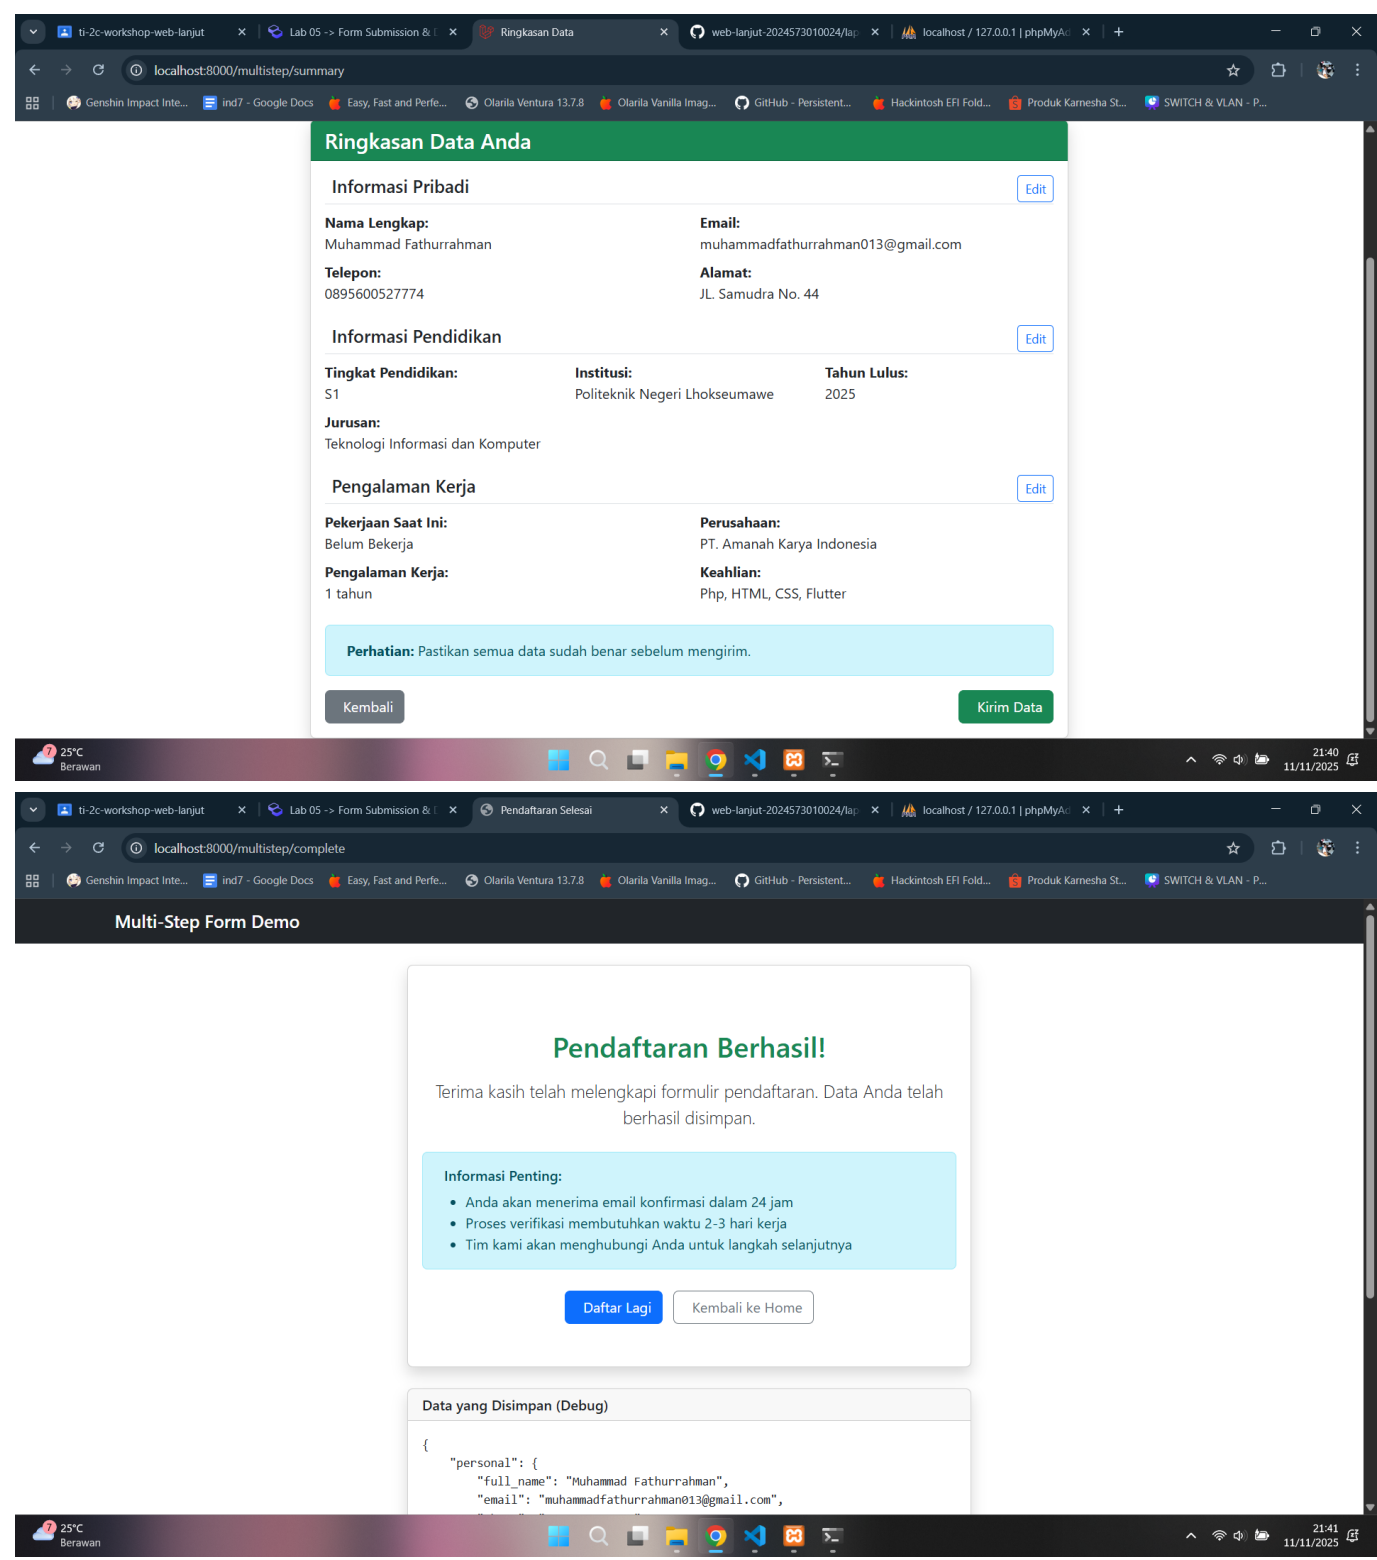 ti-2c-workshop-web-lanjut
Lab 05 -> Form Submission &
Ringkasan Data
web-lanjut-2024573010024/lap
localhost / 127.0.0.1 | phpMyAd
localhost:8000/multistep/summary
Genshin Impact Inte...
ind7 - Google Docs
Easy, Fast and Perfe...
Olarila Ventura 13.7.8
Olarila Vanilla Imag...
GitHub - Persistent...
Hackintosh EFI Fold...
Produk Karnesha St...
SWITCH & VLAN - P...
Ringkasan Data Anda
Informasi Pribadi
Edit
Nama Lengkap:
Muhammad Fathurrahman
Email:
muhammadfathurrahman013@gmail.com
Telepon:
0895600527774
Alamat:
JL. Samudra No. 44
Informasi Pendidikan
Edit
Tingkat Pendidikan:
S1
Institusi:
Politeknik Negeri Lhokseumawe
Tahun Lulus:
2025
Jurusan:
Teknologi Informasi dan Komputer
Pengalaman Kerja
Edit
Pekerjaan Saat Ini:
Belum Bekerja
Perusahaan:
PT. Amanah Karya Indonesia
Pengalaman Kerja:
1 tahun
Keahlian:
Php, HTML, CSS, Flutter
Perhatian: Pastikan semua data sudah benar sebelum mengirim.
Kembali
Kirim Data
7
25°C
Berawan
21:40
11/11/2025
ti-2c-workshop-web-lanjut
Lab 05 -> Form Submission &
Pendaftaran Selesai
web-lanjut-2024573010024/lap
localhost / 127.0.0.1 | phpMyAd
localhost:8000/multistep/complete
Genshin Impact Inte...
ind7 - Google Docs
Easy, Fast and Perfe...
Olarila Ventura 13.7.8
Olarila Vanilla Imag...
GitHub - Persistent...
Hackintosh EFI Fold...
Produk Karnesha St...
SWITCH & VLAN - P...
Multi-Step Form Demo
Pendaftaran Berhasil!
Terima kasih telah melengkapi formulir pendaftaran. Data Anda telah
berhasil disimpan.
Informasi Penting:
• Anda akan menerima email konfirmasi dalam 24 jam
• Proses verifikasi membutuhkan waktu 2-3 hari kerja
• Tim kami akan menghubungi Anda untuk langkah selanjutnya
Daftar Lagi
Kembali ke Home
Data yang Disimpan (Debug)
{
"personal": {
"full_name": "Muhammad Fathurrahman",
"email": "muhammadfathurrahman013@gmail.com",
7
25°C
Berawan
21:41
11/11/2025